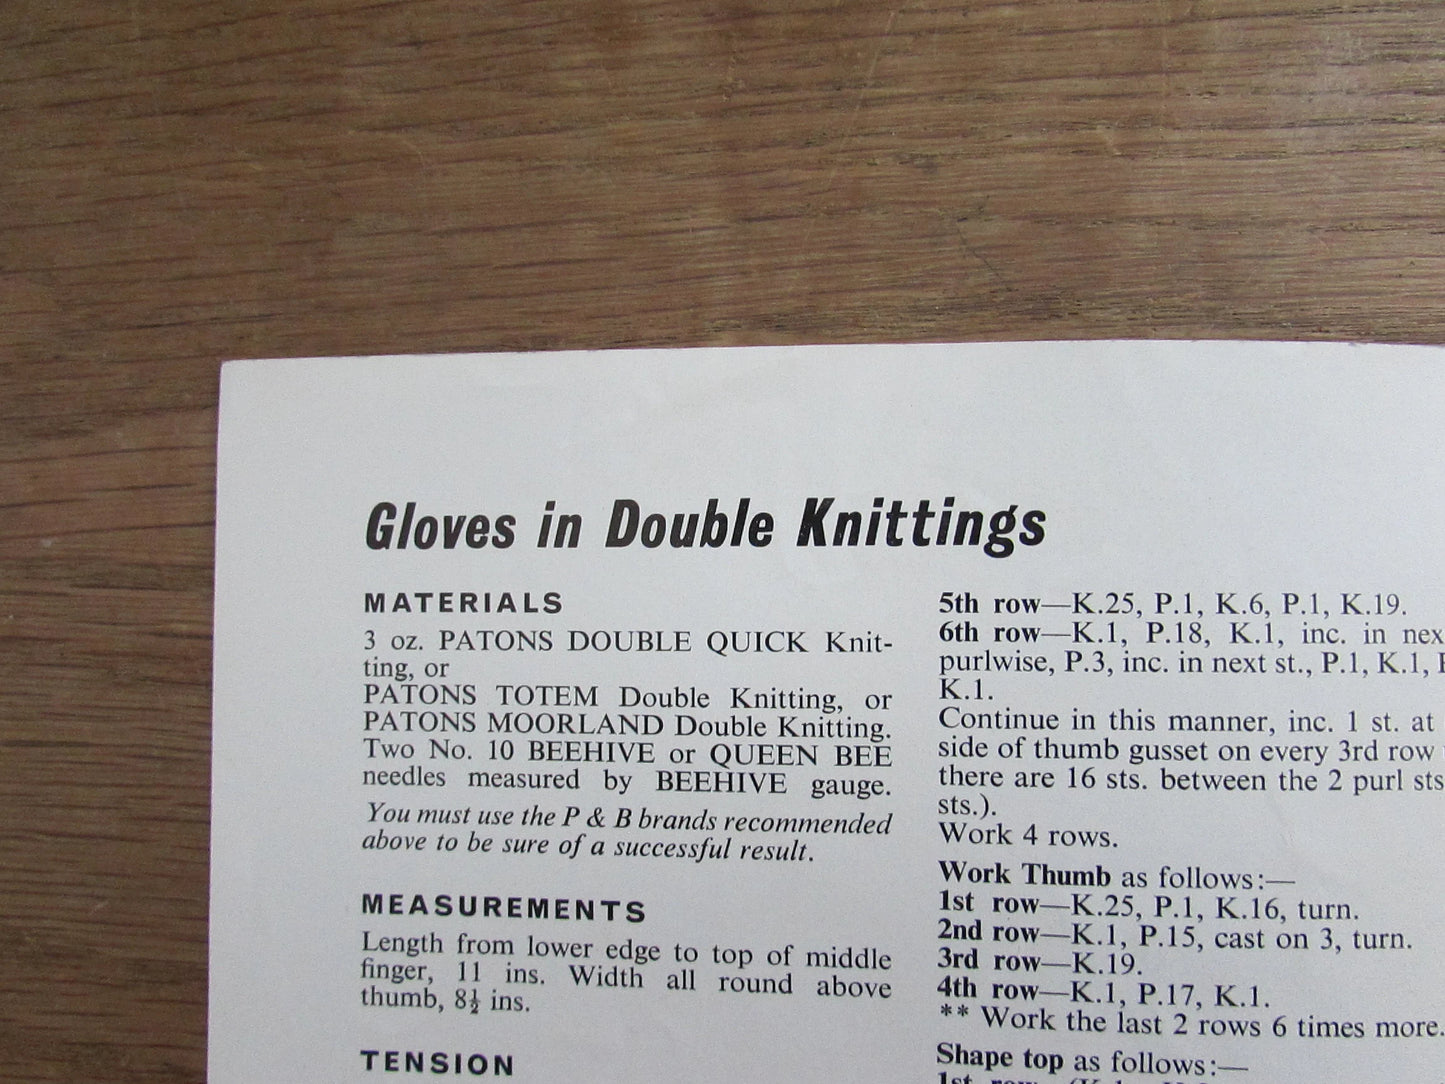 Gloves in Double Knittings
MATERIALS
3 oz. PATONS DOUBLE QUICK Knit-
ting, or
PATONS TOTEM Double Knitting, or
PATONS MOORLAND Double Knitting.
Two No. 10 BEEHIVE or QUEEN BEE
needles measured by BEEHIVE gauge.
You must use the P & B brands recommended
above to be sure of a successful result.
MEASUREMENTS
Length from lower edge to top of middle
finger, 11 ins. Width all round above
thumb, 8½ ins.
TENSION
5th row—K.25, P.1, K.6, P.1, K.19.
6th row—K.1, P.18, K.1, inc. in nex
purlwise, P.3, inc. in next st., P.1, K.1,
K.1.
Continue in this manner, inc. 1 st. at
side of thumb gusset on every 3rd row
there are 16 sts. between the 2 purl sts
sts.).
Work 4 rows.
Work Thumb as follows:—
1st row—K.25, P.1, K.16, turn.
2nd row—K.1, P.15, cast on 3, turn.
3rd row—K.19.
4th row—K.1, P.17, K.1.
** Work the last 2 rows 6 times more.
Shape top as follows:—
1st row—